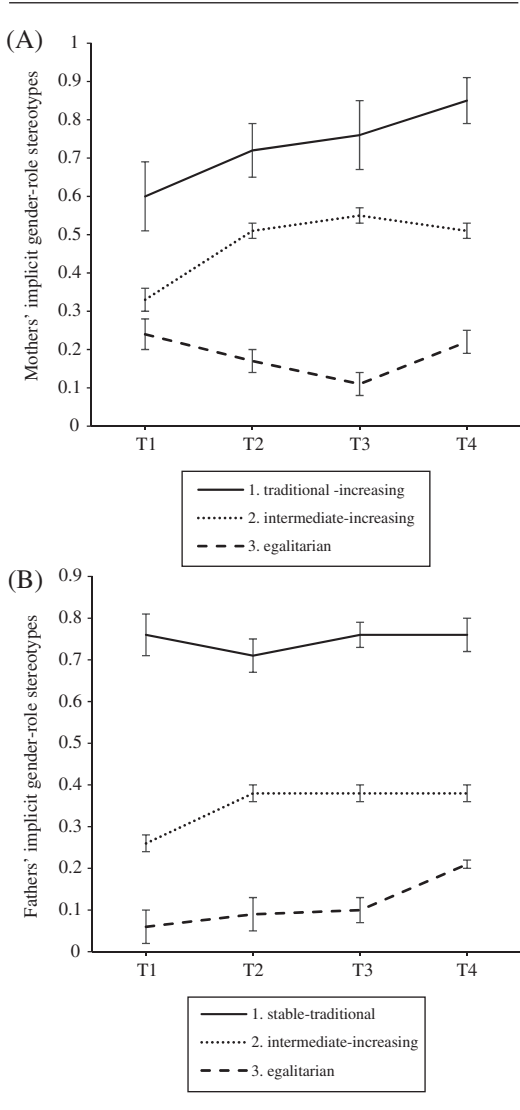 (A)
Mothers' implicit gender-role stereotypes
1
0.9
0.8
0.7
0.6
0.5
0.4
0.3
0.2
0.1
0
T1 T2 T3 T4
1. traditional -increasing
2. intermediate-increasing
3. egalitarian
(B)
Fathers' implicit gender-role stereotypes
0.9
0.8
0.7
0.6
0.5
0.4
0.3
0.2
0.1
0
T1 T2 T3 T4
1. stable-traditional
2. intermediate-increasing
3. egalitarian